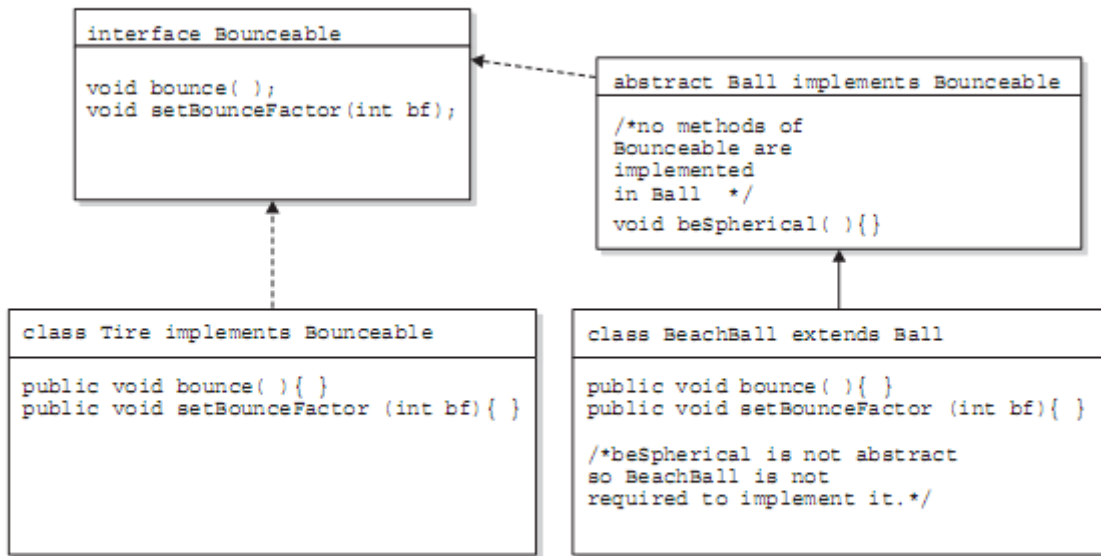 interface Bounceable
void bounce( );
void setBounceFactor(int bf);
abstract Ball implements Bounceable
/*no methods of
Bounceable are
implemented
in Ball  */
void beSpherical( ){}
class Tire implements Bounceable
public void bounce( ){ }
public void setBounceFactor (int bf){ }
class BeachBall extends Ball
public void bounce( ){ }
public void setBounceFactor (int bf){ }
/*beSpherical is not abstract
so BeachBall is not
required to implement it.*/